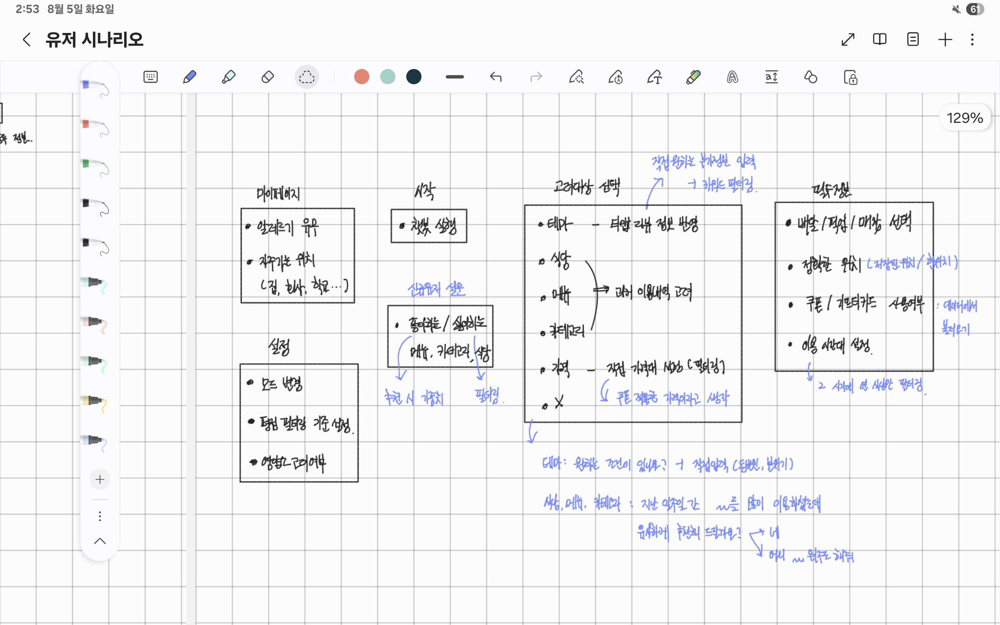 2:53 8월 5일 화요일
61
유저 시나리오
129%
정보..
마이페이지
• 알레르기 유무
• 자주가는 위치
(집, 회사, 학교...)
설정
• 모드 변경
• 평점 필터링 기준 설정.
• 영업 고려여부
시작
• 챗봇 실행
신규유저 설문
• 좋아하는 / 싫어하는
메뉴, 카테고리, 식당
추천 시 가중치
필터링.
직접 원하는 부가정보 입력
→ 키워드 필터링.
고려대상 선택
• 테마 - 타앱 리뷰 정보 반영
• 식당
• 메뉴 ⇒ 과거 이용내역 고려
• 카테고리
• 가격 - 직접 가격대 설정 (필터링)
쿠폰 적용한 가격이라고 생각
• X
테마: 원하는 조건이 있나요? → 직접입력 (동반인, 분위기)
식당, 메뉴, 카테고리 : 지난 일주일 간 ~~를 많이 이용하셨는데
유사하게 추천해 드릴까요? → 네
아니 ~~ 위주로 해줘
필수정보
• 배달 / 픽업 / 매장 선택
• 정확한 위치 (저장된 위치 / 현위치)
• 쿠폰 / 기프티카드 사용여부 : 데이터에서
불러오기
• 이용 시간대 설정.
그 시각에 연 식당만 필터링.